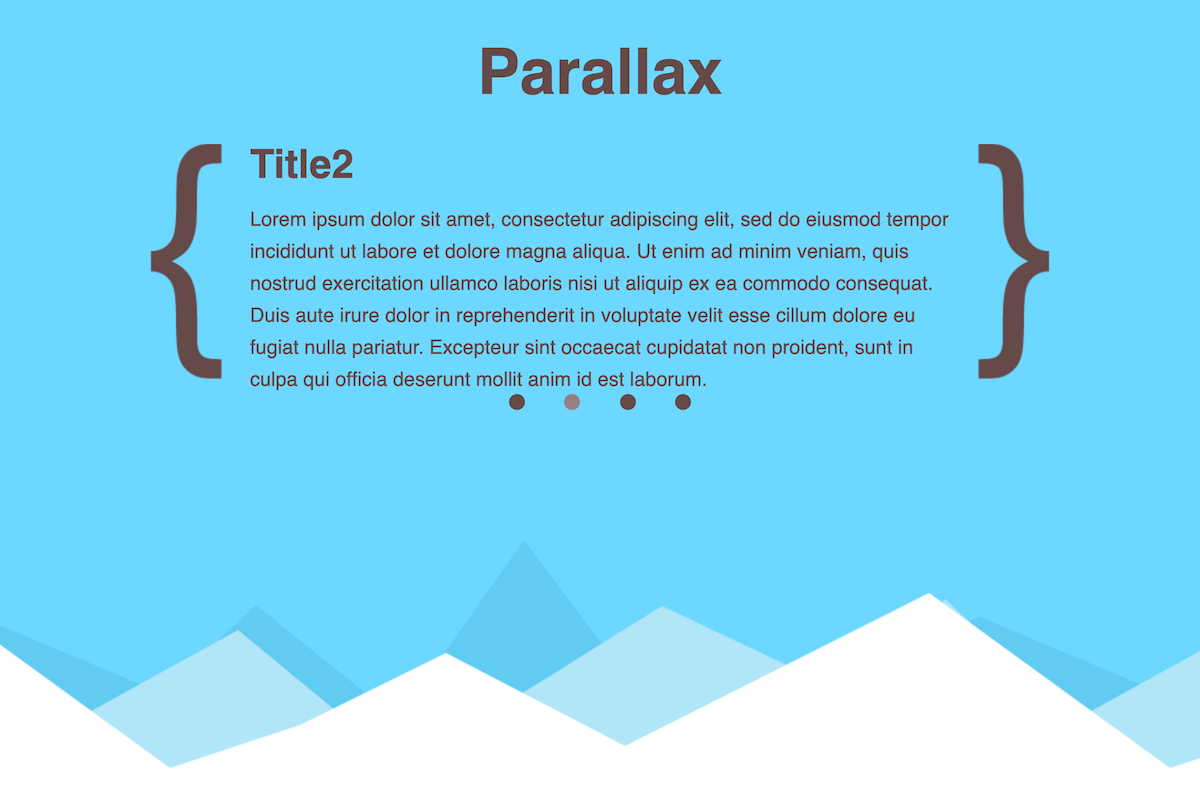 Parallax
{ }
Title2
Lorem ipsum dolor sit amet, consectetur adipiscing elit, sed do eiusmod tempor
incididunt ut labore et dolore magna aliqua. Ut enim ad minim veniam, quis
nostrud exercitation ullamco laboris nisi ut aliquip ex ea commodo consequat.
Duis aute irure dolor in reprehenderit in voluptate velit esse cillum dolore eu
fugiat nulla pariatur. Excepteur sint occaecat cupidatat non proident, sunt in
culpa qui officia deserunt mollit anim id est laborum.